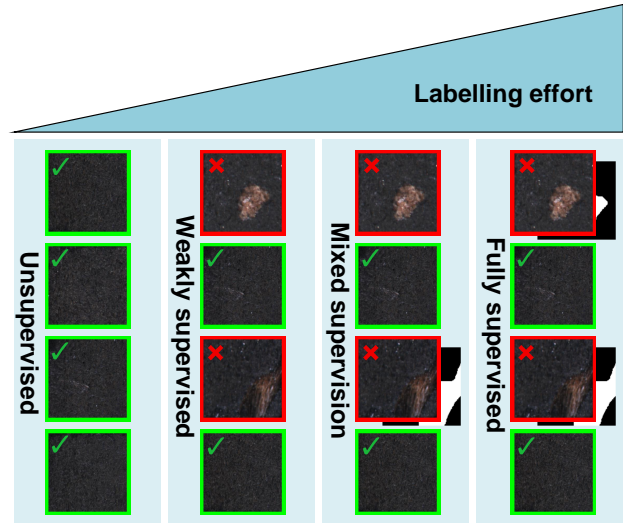 Labelling effort
Unsupervised
Weakly supervised
Mixed supervision
Fully supervised